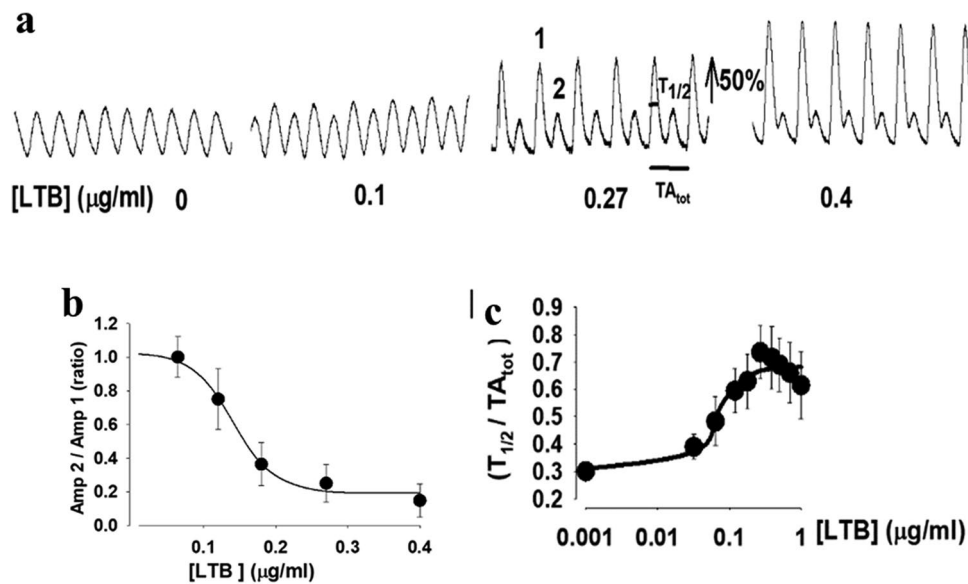 a
1
2
T1/2
50%
[LTB] (μg/ml) 0 0.1 0.27 TAtot 0.4
b
Amp 2 / Amp 1 (ratio)
1.2
1.0
0.8
0.6
0.4
0.2
0.0
0.1 0.2 0.3 0.4
[LTB ] (μg/ml)
c
(T1/2 / TAtot )
0.9
0.8
0.7
0.6
0.5
0.4
0.3
0.2
0.001 0.01 0.1 1 [LTB] (μg/ml)